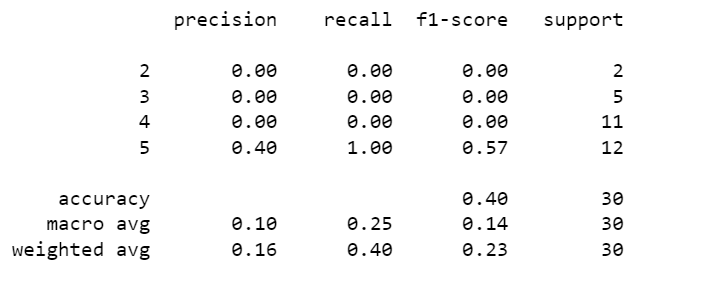 precision recall f1-score support
2 0.00 0.00 0.00 2
3 0.00 0.00 0.00 5
4 0.00 0.00 0.00 11
5 0.40 1.00 0.57 12
accuracy 0.40 30
macro avg 0.10 0.25 0.14 30
weighted avg 0.16 0.40 0.23 30